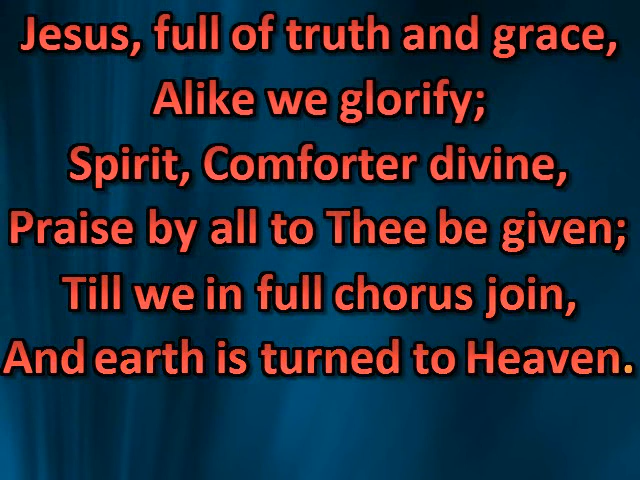 Jesus, full of truth and grace,
Alike we glorify;
Spirit, Comforter divine,
Praise by all to Thee be given;
Till we in full chorus join,
And earth is turned to Heaven.